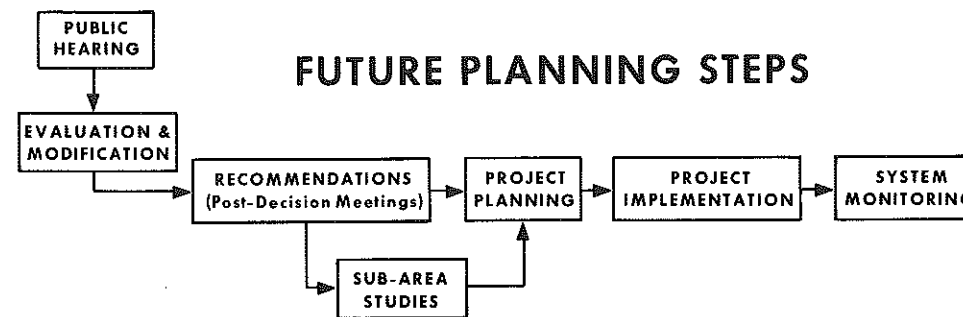 PUBLIC
HEARING
FUTURE PLANNING STEPS
EVALUATION &
MODIFICATION
RECOMMENDATIONS
(Post-Decision Meetings)
PROJECT
PLANNING
PROJECT
IMPLEMENTATION
SYSTEM
MONITORING
SUB-AREA
STUDIES